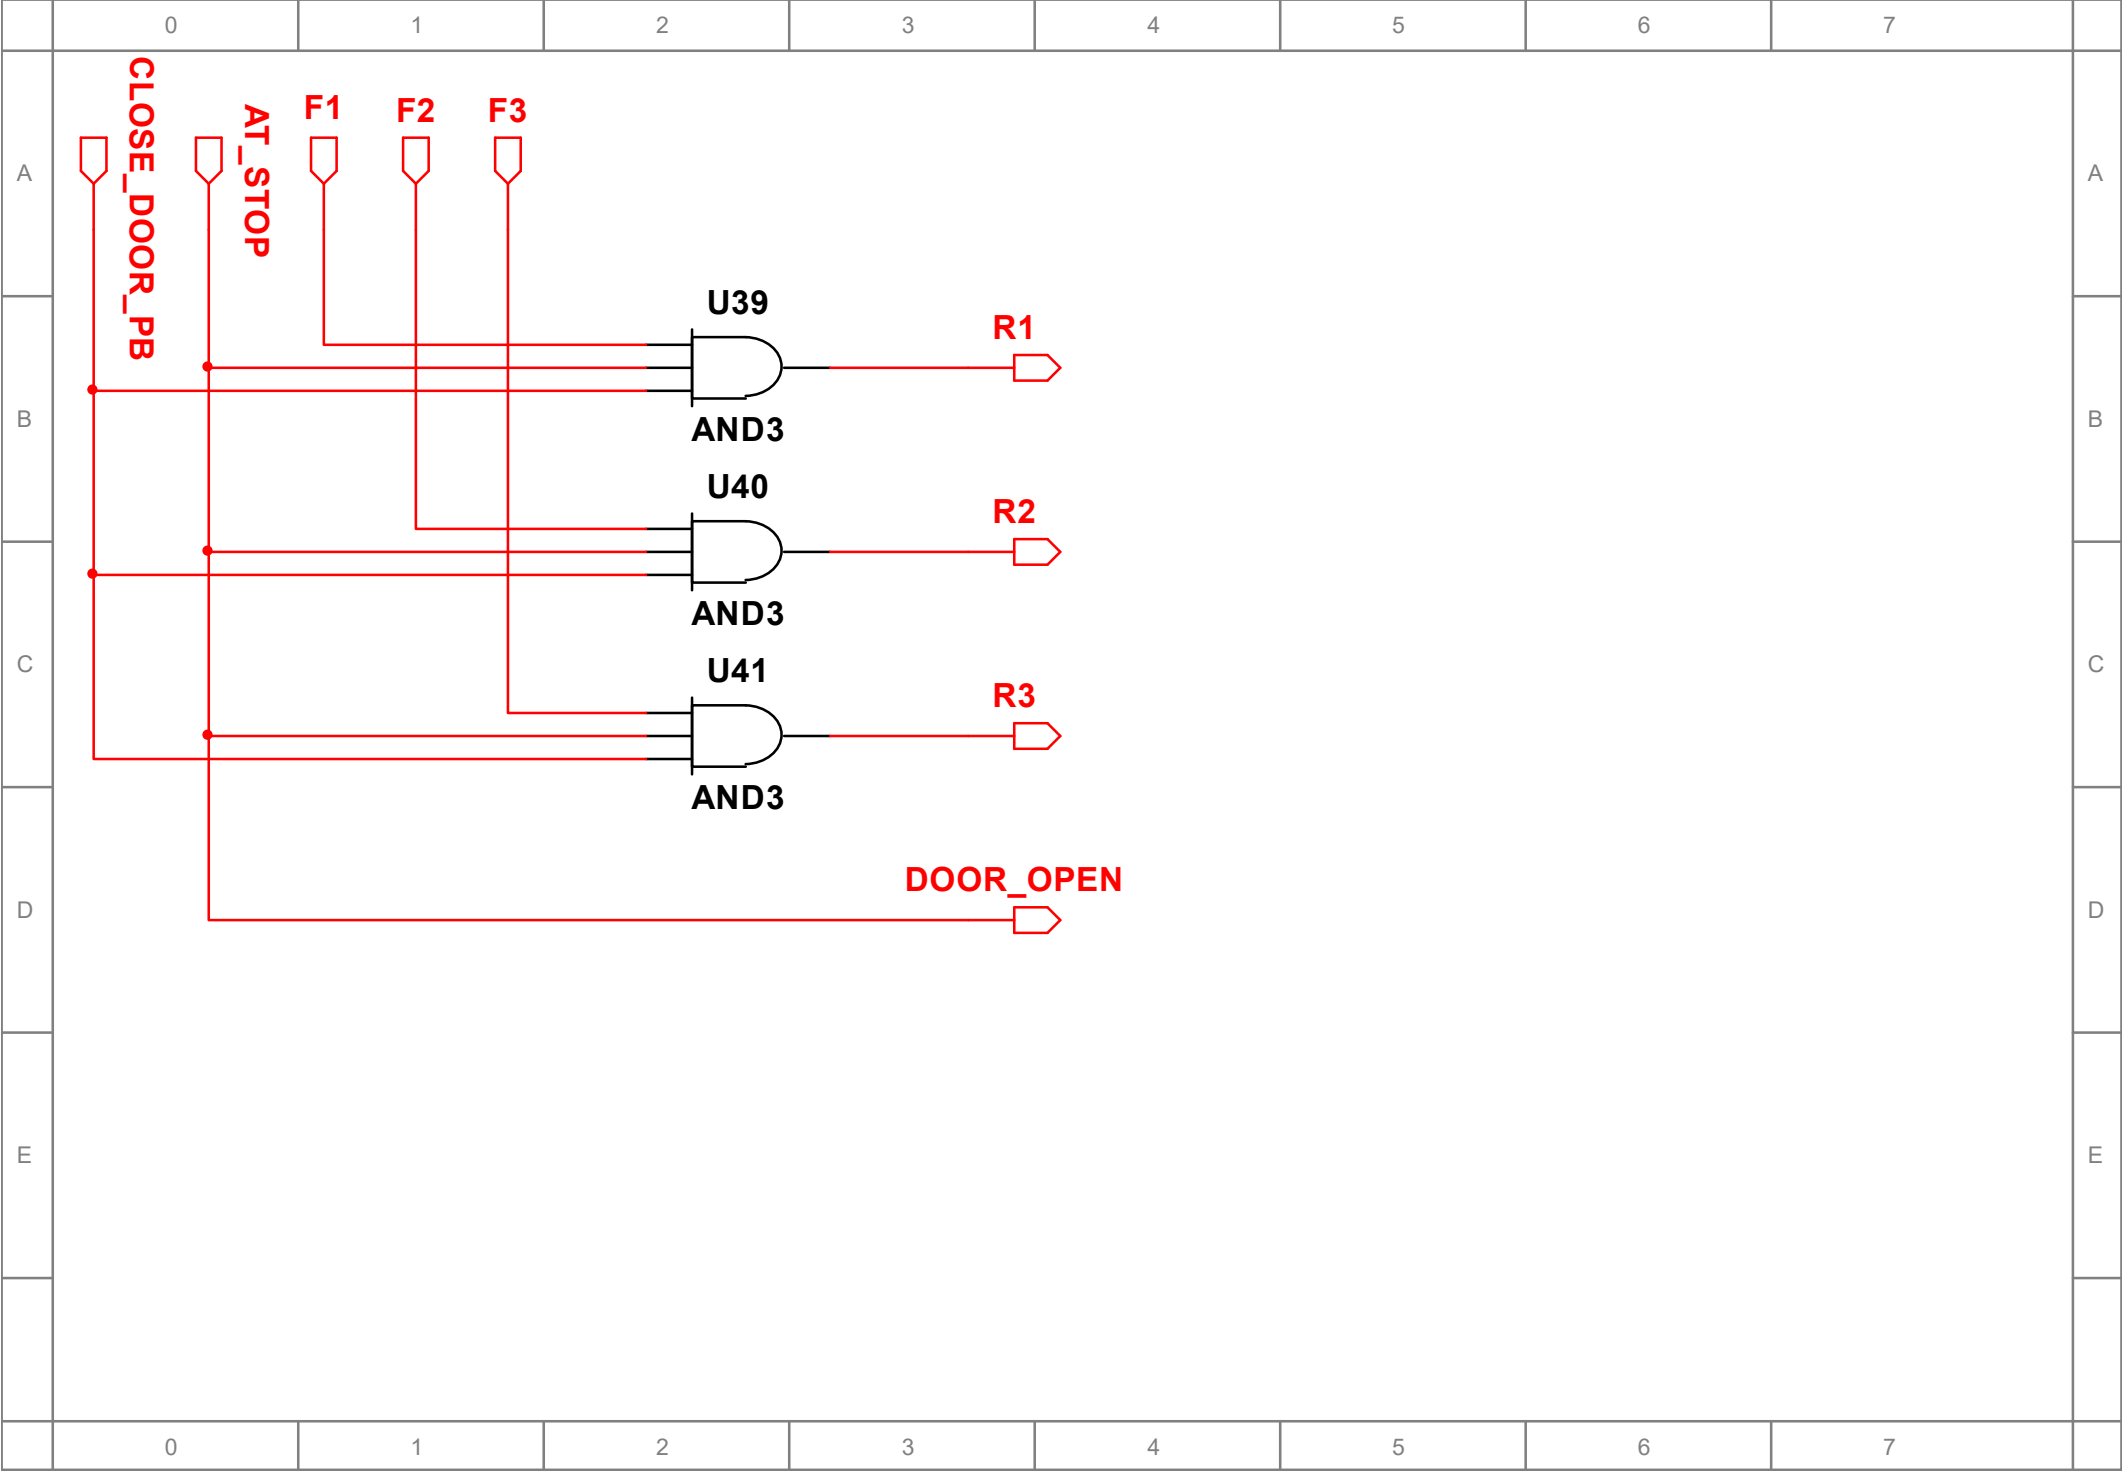 0 1 2 3 4 5 6 7
CLOSE_DOOR_PB
AT_STOP
F1 F2 F3
A A
U39
R1
AND3
B B
U40
R2
AND3
C C
U41
R3
AND3
DOOR_OPEN
D D
E E
0 1 2 3 4 5 6 7